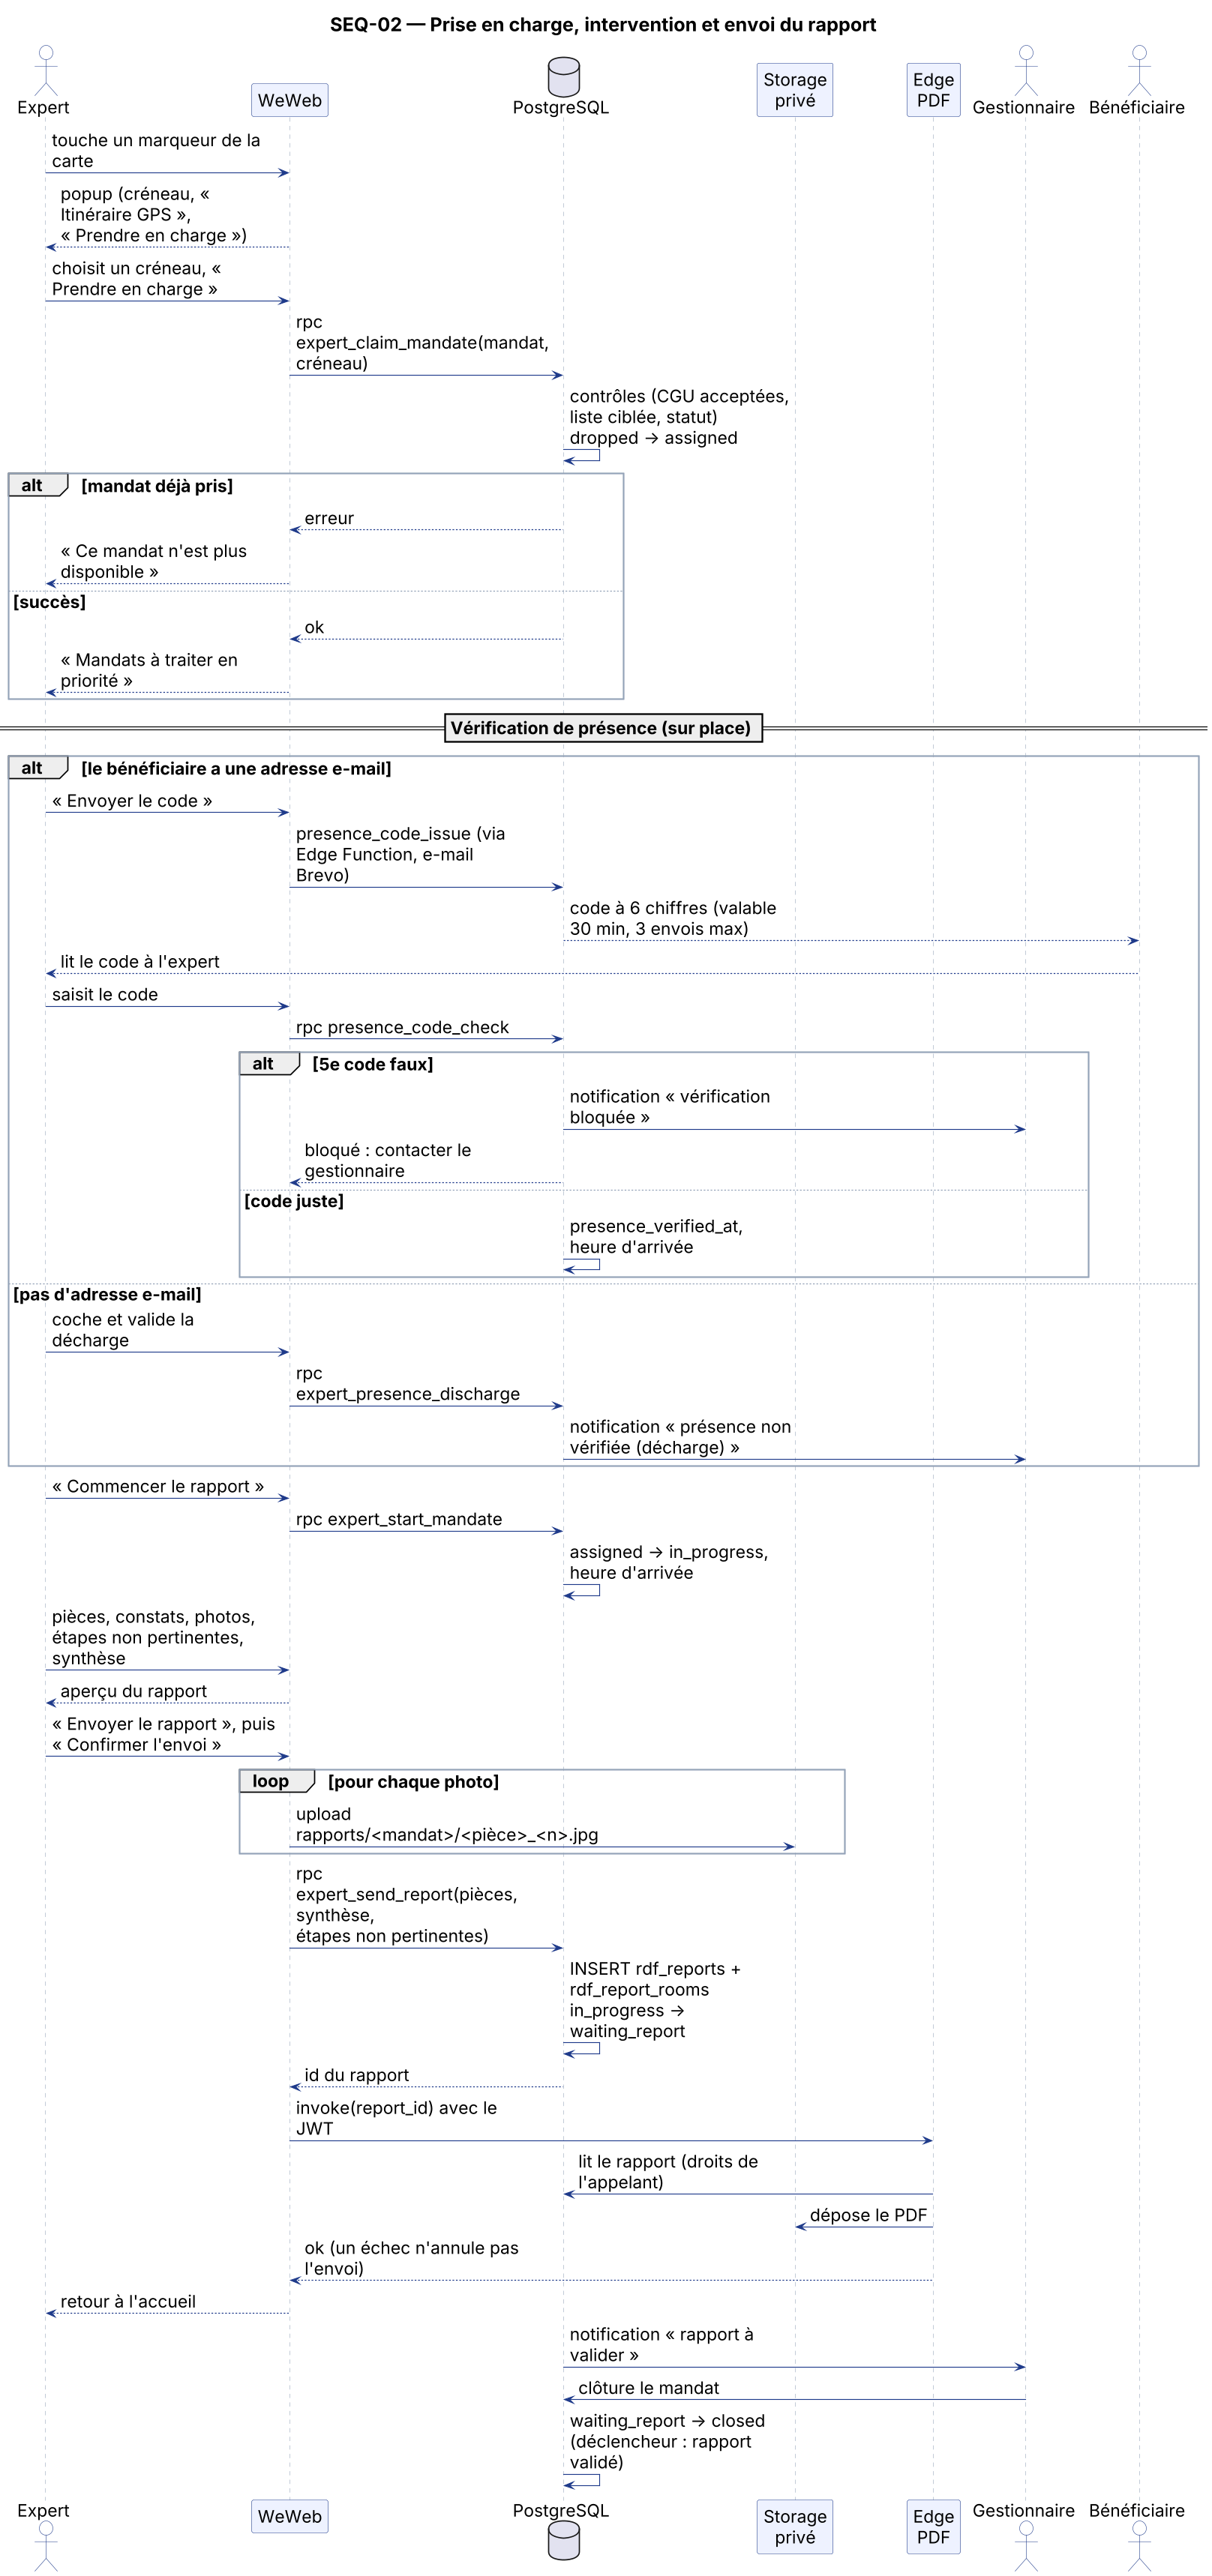 SEQ-02 — Prise en charge, intervention et envoi du rapport
Expert
WeWeb
PostgreSQL
Storage
privé
Edge
PDF
Gestionnaire
Bénéficiaire
touche un marqueur de la
carte
popup (créneau, «
Itinéraire GPS »,
« Prendre en charge »)
choisit un créneau, «
Prendre en charge »
rpc
expert_claim_mandate(mandat,
créneau)
contrôles (CGU acceptées,
liste ciblée, statut)
dropped → assigned
alt [mandat déjà pris]
erreur
« Ce mandat n'est plus
disponible »
[succès]
ok
« Mandats à traiter en
priorité »
Vérification de présence (sur place)
alt [le bénéficiaire a une adresse e-mail]
« Envoyer le code »
presence_code_issue (via
Edge Function, e-mail
Brevo)
code à 6 chiffres (valable
30 min, 3 envois max)
lit le code à l'expert
saisit le code
rpc presence_code_check
alt [5e code faux]
notification « vérification
bloquée »
bloqué : contacter le
gestionnaire
[code juste]
presence_verified_at,
heure d'arrivée
[pas d'adresse e-mail]
coche et valide la
décharge
rpc
expert_presence_discharge
notification « présence non
vérifiée (décharge) »
« Commencer le rapport »
rpc expert_start_mandate
assigned → in_progress,
heure d'arrivée
pièces, constats, photos,
étapes non pertinentes,
synthèse
aperçu du rapport
« Envoyer le rapport », puis
« Confirmer l'envoi »
loop [pour chaque photo]
upload
rapports/<mandat>/<pièce>_<n>.jpg
rpc
expert_send_report(pièces,
synthèse,
étapes non pertinentes)
INSERT rdf_reports +
rdf_report_rooms
in_progress →
waiting_report
id du rapport
invoke(report_id) avec le
JWT
lit le rapport (droits de
l'appelant)
dépose le PDF
ok (un échec n'annule pas
l'envoi)
retour à l'accueil
notification « rapport à
valider »
clôture le mandat
waiting_report → closed
(déclencheur : rapport
validé)
Expert
WeWeb
PostgreSQL
Storage
privé
Edge
PDF
Gestionnaire
Bénéficiaire